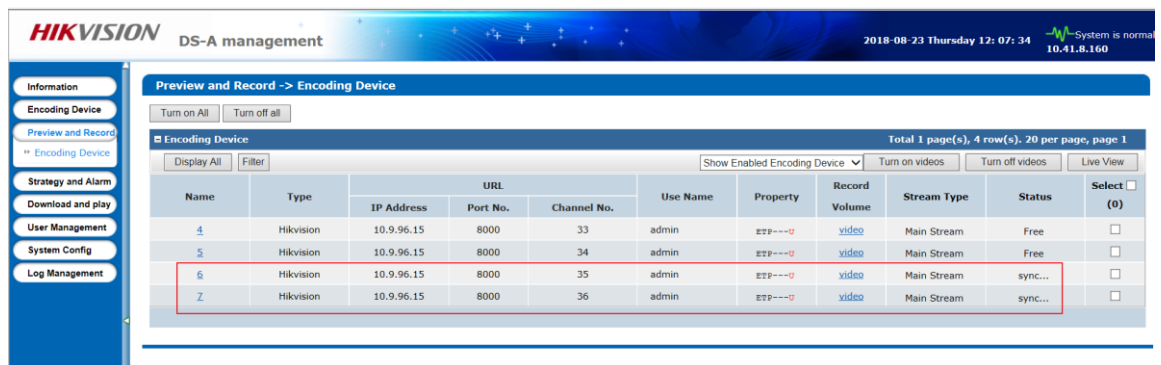 HIKVISION DS-A management 2018-08-23 Thursday 12: 07: 34 System is normal
10.41.8.160
Information
Encoding Device
Preview and Record
Encoding Device
Strategy and Alarm
Download and play
User Management
System Config
Log Management
Preview and Record -> Encoding Device
Turn on All Turn off all
Encoding Device Total 1 page(s), 4 row(s). 20 per page, page 1
Display All Filter Show Enabled Encoding Device Turn on videos Turn off videos Live View
Name Type URL Use Name Property Record Volume Stream Type Status Select (0)
IP Address Port No. Channel No.
4 Hikvision 10.9.96.15 8000 33 admin ETP---U video Main Stream Free
5 Hikvision 10.9.96.15 8000 34 admin ETP---U video Main Stream Free
6 Hikvision 10.9.96.15 8000 35 admin ETP---U video Main Stream sync...
7 Hikvision 10.9.96.15 8000 36 admin ETP---U video Main Stream sync...